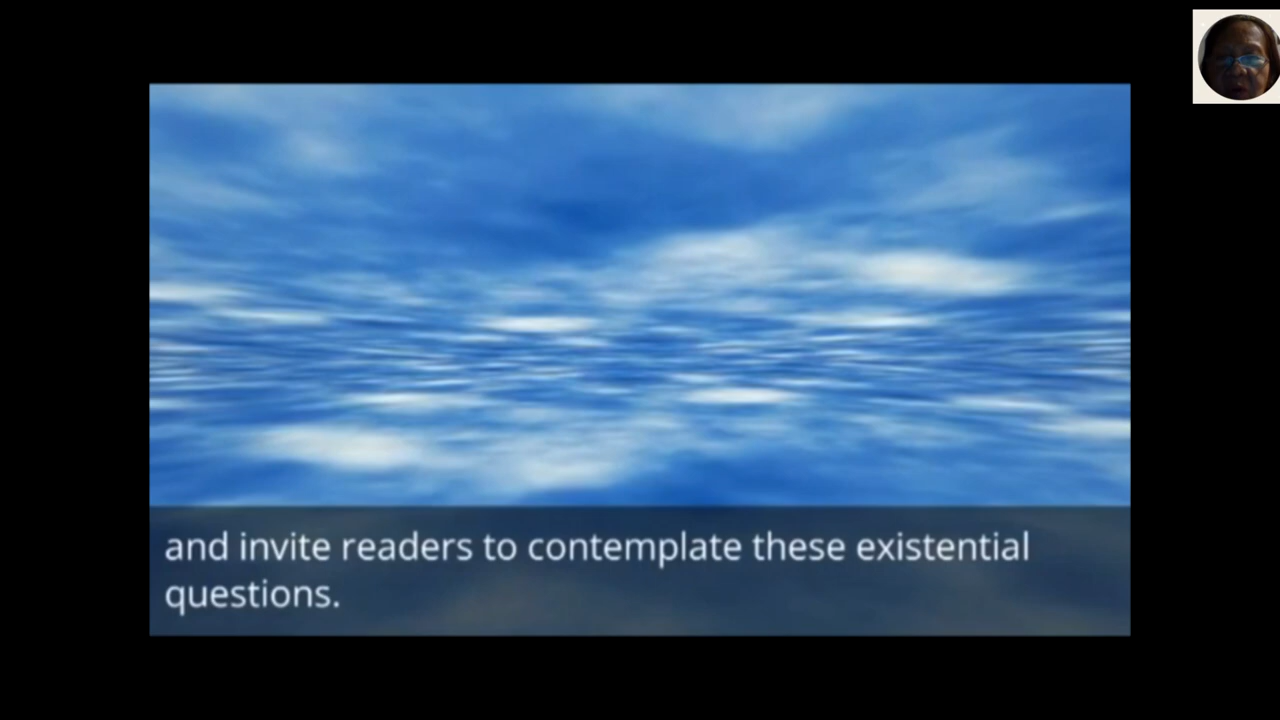 and invite readers to contemplate these existential
questions.